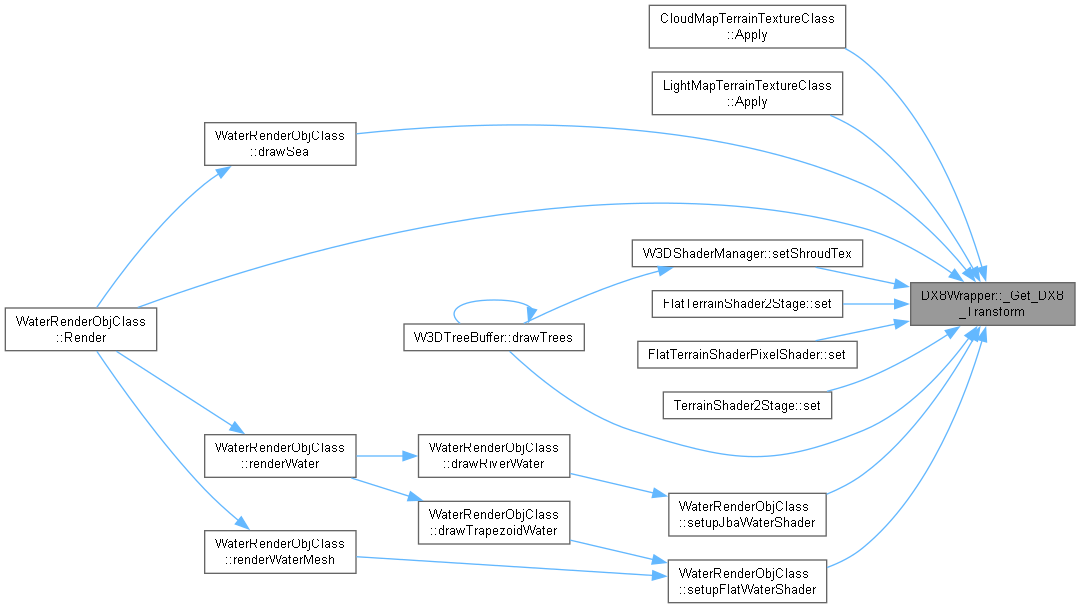 CloudMapTerrainTextureClass
::Apply
LightMapTerrainTextureClass
::Apply
WaterRenderObjClass
::drawSea
W3DShaderManager::setShroudTex
DX8Wrapper::_Get_DX8
_Transform
FlatTerrainShader2Stage::set
WaterRenderObjClass
::Render
W3DTreeBuffer::drawTrees
FlatTerrainShaderPixelShader::set
TerrainShader2Stage::set
WaterRenderObjClass
::renderWater
WaterRenderObjClass
::drawRiverWater
WaterRenderObjClass
::setupJbaWaterShader
WaterRenderObjClass
::drawTrapezoidWater
WaterRenderObjClass
::renderWaterMesh
WaterRenderObjClass
::setupFlatWaterShader